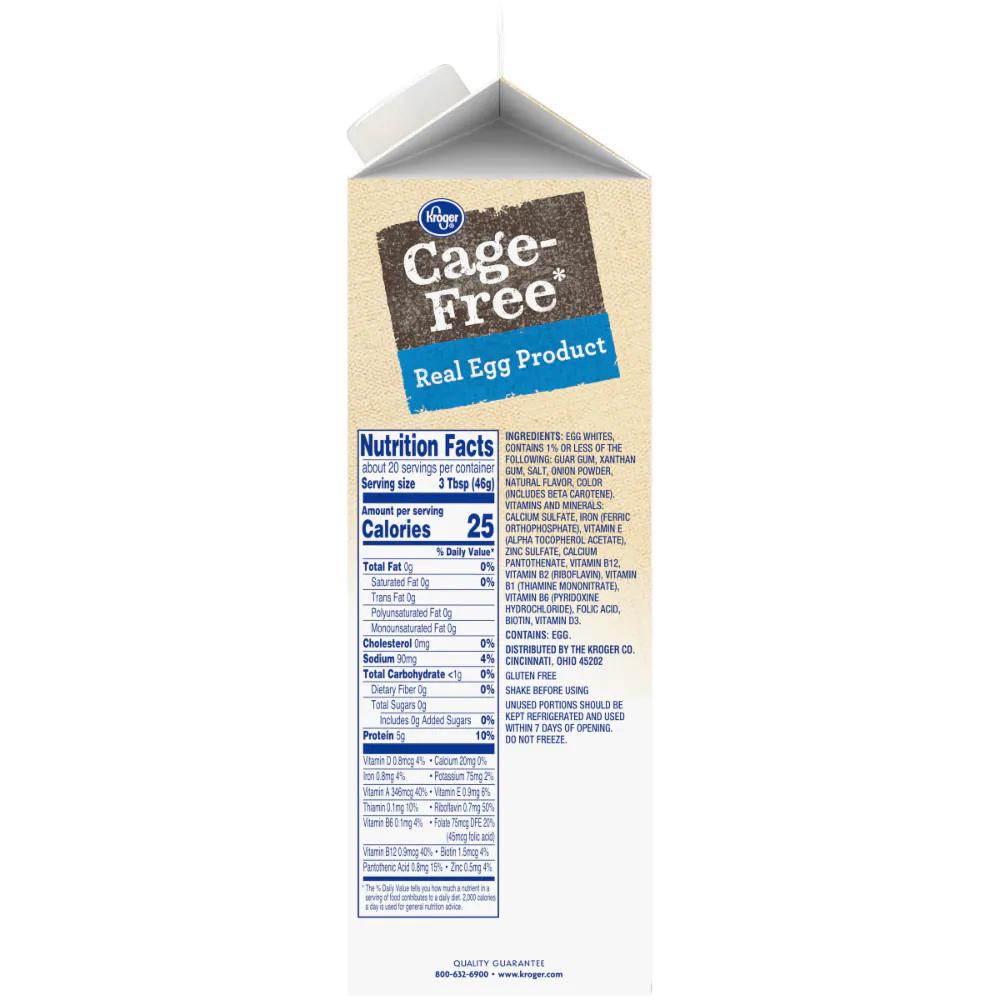 Kroger®
Cage-
Free*
Real Egg Product
Nutrition Facts
about 20 servings per container
Serving size 3 Tbsp (46g)
Amount per serving
Calories 25
% Daily Value*
Total Fat 0g 0%
Saturated Fat 0g 0%
Trans Fat 0g
Polyunsaturated Fat 0g
Monounsaturated Fat 0g
Cholesterol 0mg 0%
Sodium 90mg 4%
Total Carbohydrate <1g 0%
Dietary Fiber 0g 0%
Total Sugars 0g
Includes 0g Added Sugars 0%
Protein 5g 10%
Vitamin D 0.8mcg 4% • Calcium 20mg 0%
Iron 0.8mg 4% • Potassium 75mg 2%
Vitamin A 346mcg 40% • Vitamin E 0.9mg 6%
Thiamin 0.1mg 10% • Riboflavin 0.7mg 50%
Vitamin B6 0.1mg 4% • Folate 75mcg DFE 20%
(45mcg folic acid)
Vitamin B12 0.9mcg 40% • Biotin 1.5mcg 4%
Pantothenic Acid 0.8mg 15% • Zinc 0.5mg 4%
* The % Daily Value tells you how much a nutrient in a
serving of food contributes to a daily diet. 2,000 calories
a day is used for general nutrition advice.
INGREDIENTS: EGG WHITES,
CONTAINS 1% OR LESS OF THE
FOLLOWING: GUAR GUM, XANTHAN
GUM, SALT, ONION POWDER,
NATURAL FLAVOR, COLOR
(INCLUDES BETA CAROTENE).
VITAMINS AND MINERALS:
CALCIUM SULFATE, IRON (FERRIC
ORTHOPHOSPHATE), VITAMIN E
(ALPHA TOCOPHEROL ACETATE),
ZINC SULFATE, CALCIUM
PANTOTHENATE, VITAMIN B12,
VITAMIN B2 (RIBOFLAVIN), VITAMIN
B1 (THIAMINE MONONITRATE),
VITAMIN B6 (PYRIDOXINE
HYDROCHLORIDE), FOLIC ACID,
BIOTIN, VITAMIN D3.
CONTAINS: EGG.
DISTRIBUTED BY THE KROGER CO.
CINCINNATI, OHIO 45202
GLUTEN FREE
SHAKE BEFORE USING
UNUSED PORTIONS SHOULD BE
KEPT REFRIGERATED AND USED
WITHIN 7 DAYS OF OPENING.
DO NOT FREEZE.
QUALITY GUARANTEE
800-632-6900 • www.kroger.com